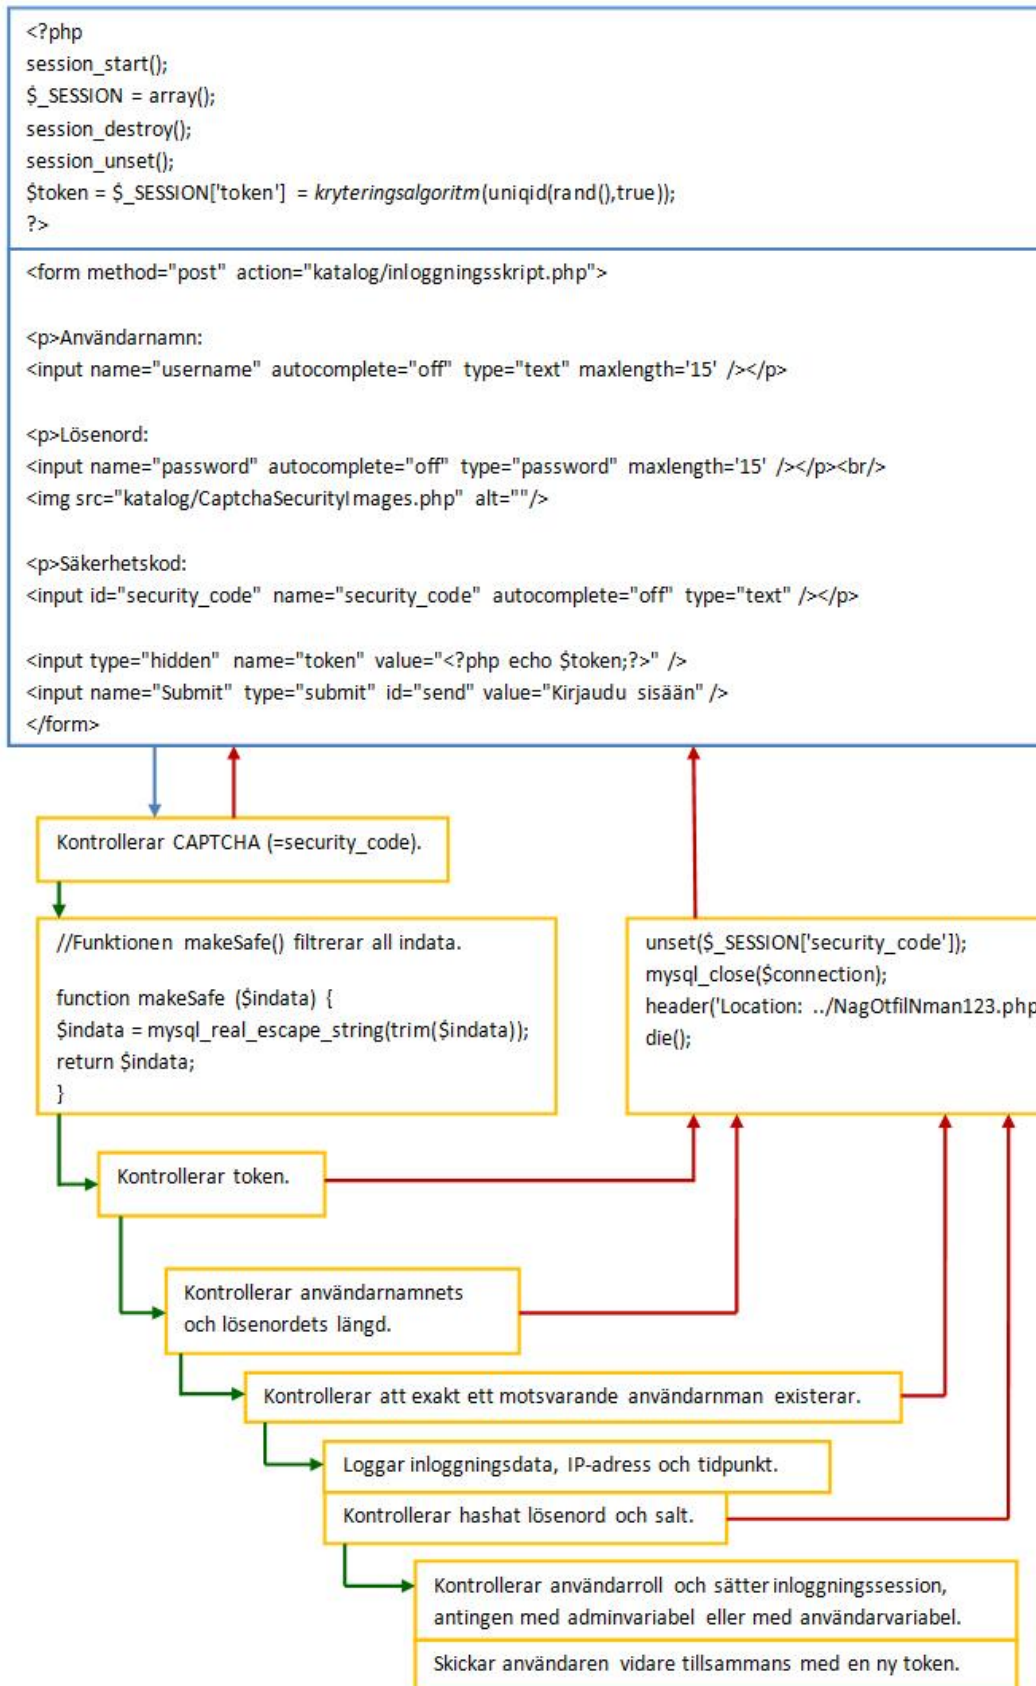 <?php
session_start();
$_SESSION = array();
session_destroy();
session_unset();
$token = $_SESSION['token'] = kryteringsalgoritm(uniqid(rand(),true));
?>
<form method="post" action="katalog/inloggningsskript.php">
<p>Användarnamn:
<input name="username" autocomplete="off" type="text" maxlength='15' /></p>
<p>Lösenord:
<input name="password" autocomplete="off" type="password" maxlength='15' /></p><br/>
<img src="katalog/CaptchaSecurityImages.php" alt=""/>
<p>Säkerhetskod:
<input id="security_code" name="security_code" autocomplete="off" type="text" /></p>
<input type="hidden" name="token" value="<?php echo $token;?>" />
<input name="Submit" type="submit" id="send" value="Kirjaudu sisään" />
</form>
Kontrollerar CAPTCHA (=security_code).
//Funktionen makeSafe() filtrerar all indata.
function makeSafe ($indata) {
$indata = mysql_real_escape_string(trim($indata));
return $indata;
}
unset($_SESSION['security_code']);
mysql_close($connection);
header('Location: ../NagOtfilNman123.php
die();
Kontrollerar token.
Kontrollerar användarnamnets
och lösenordets längd.
Kontrollerar att exakt ett motsvarande användarnman existerar.
Loggar inloggningsdata, IP-adress och tidpunkt.
Kontrollerar hashat lösenord och salt.
Kontrollerar användarroll och sätter inloggningssession,
antingen med adminvariabel eller med användarvariabel.
Skickar användaren vidare tillsammans med en ny token.